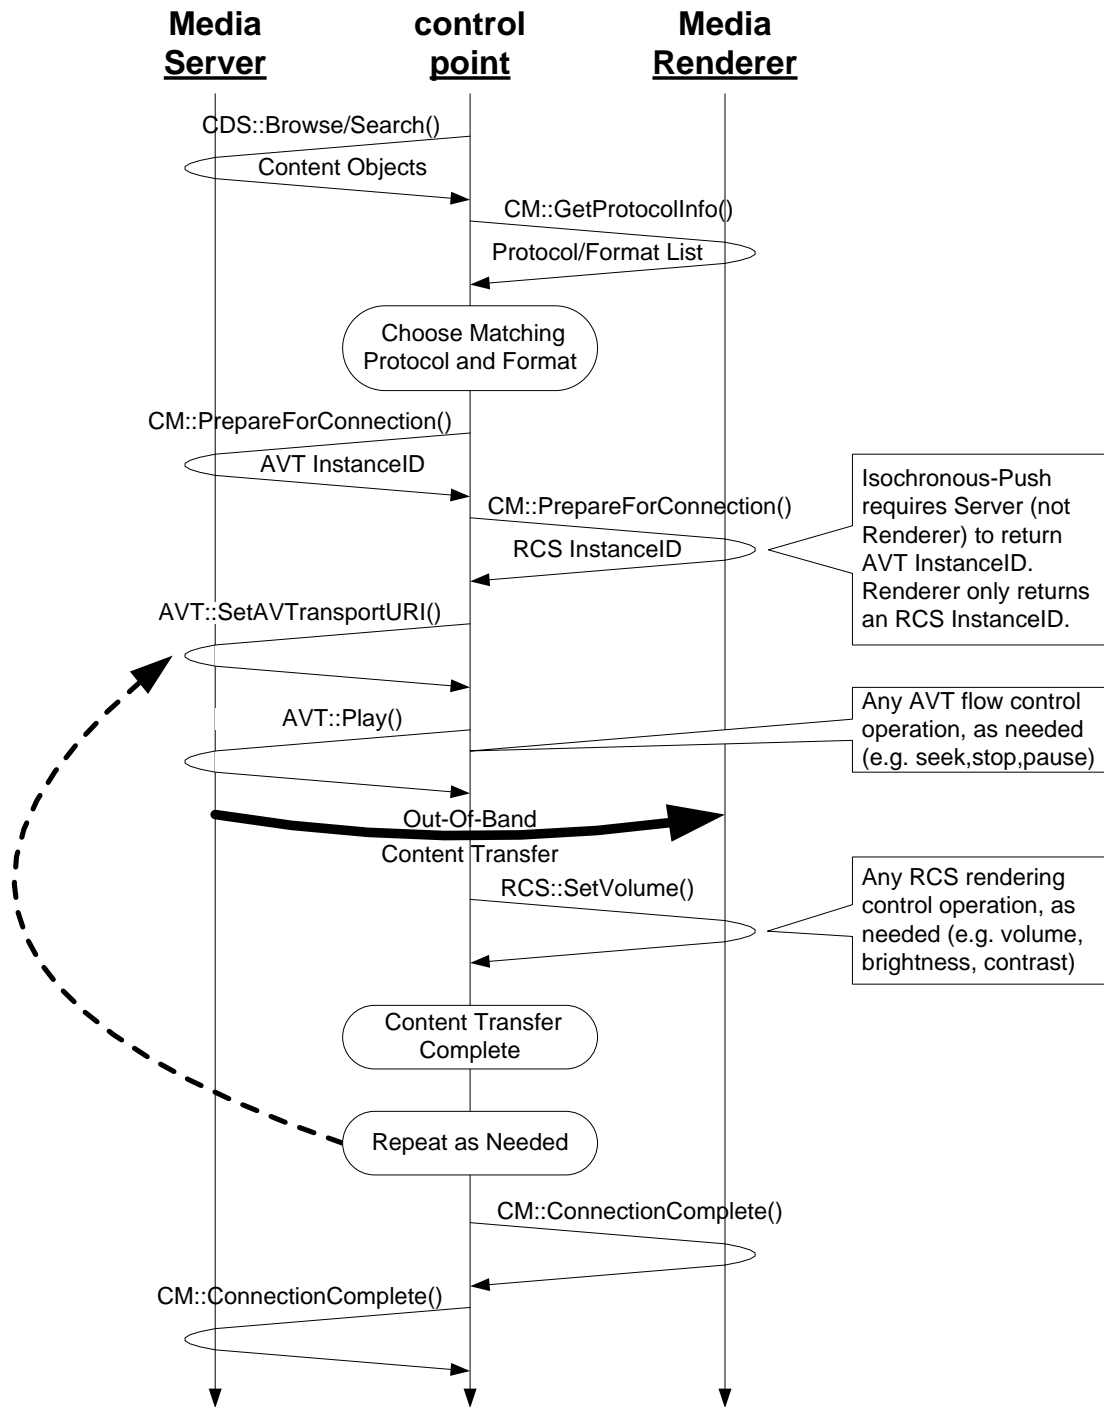 Media
Server
control
point
Media
Renderer
CDS::Browse/Search()
Content Objects
CM::GetProtocolInfo()
Protocol/Format List
Choose Matching
Protocol and Format
CM::PrepareForConnection()
AVT InstanceID
CM::PrepareForConnection()
RCS InstanceID
Isochronous-Push
requires Server (not
Renderer) to return
AVT InstanceID.
Renderer only returns
an RCS InstanceID.
AVT::SetAVTransportURI()
AVT::Play()
Any AVT flow control
operation, as needed
(e.g. seek,stop,pause)
Out-Of-Band
Content Transfer
RCS::SetVolume()
Any RCS rendering
control operation, as
needed (e.g. volume,
brightness, contrast)
Content Transfer
Complete
Repeat as Needed
CM::ConnectionComplete()
CM::ConnectionComplete()